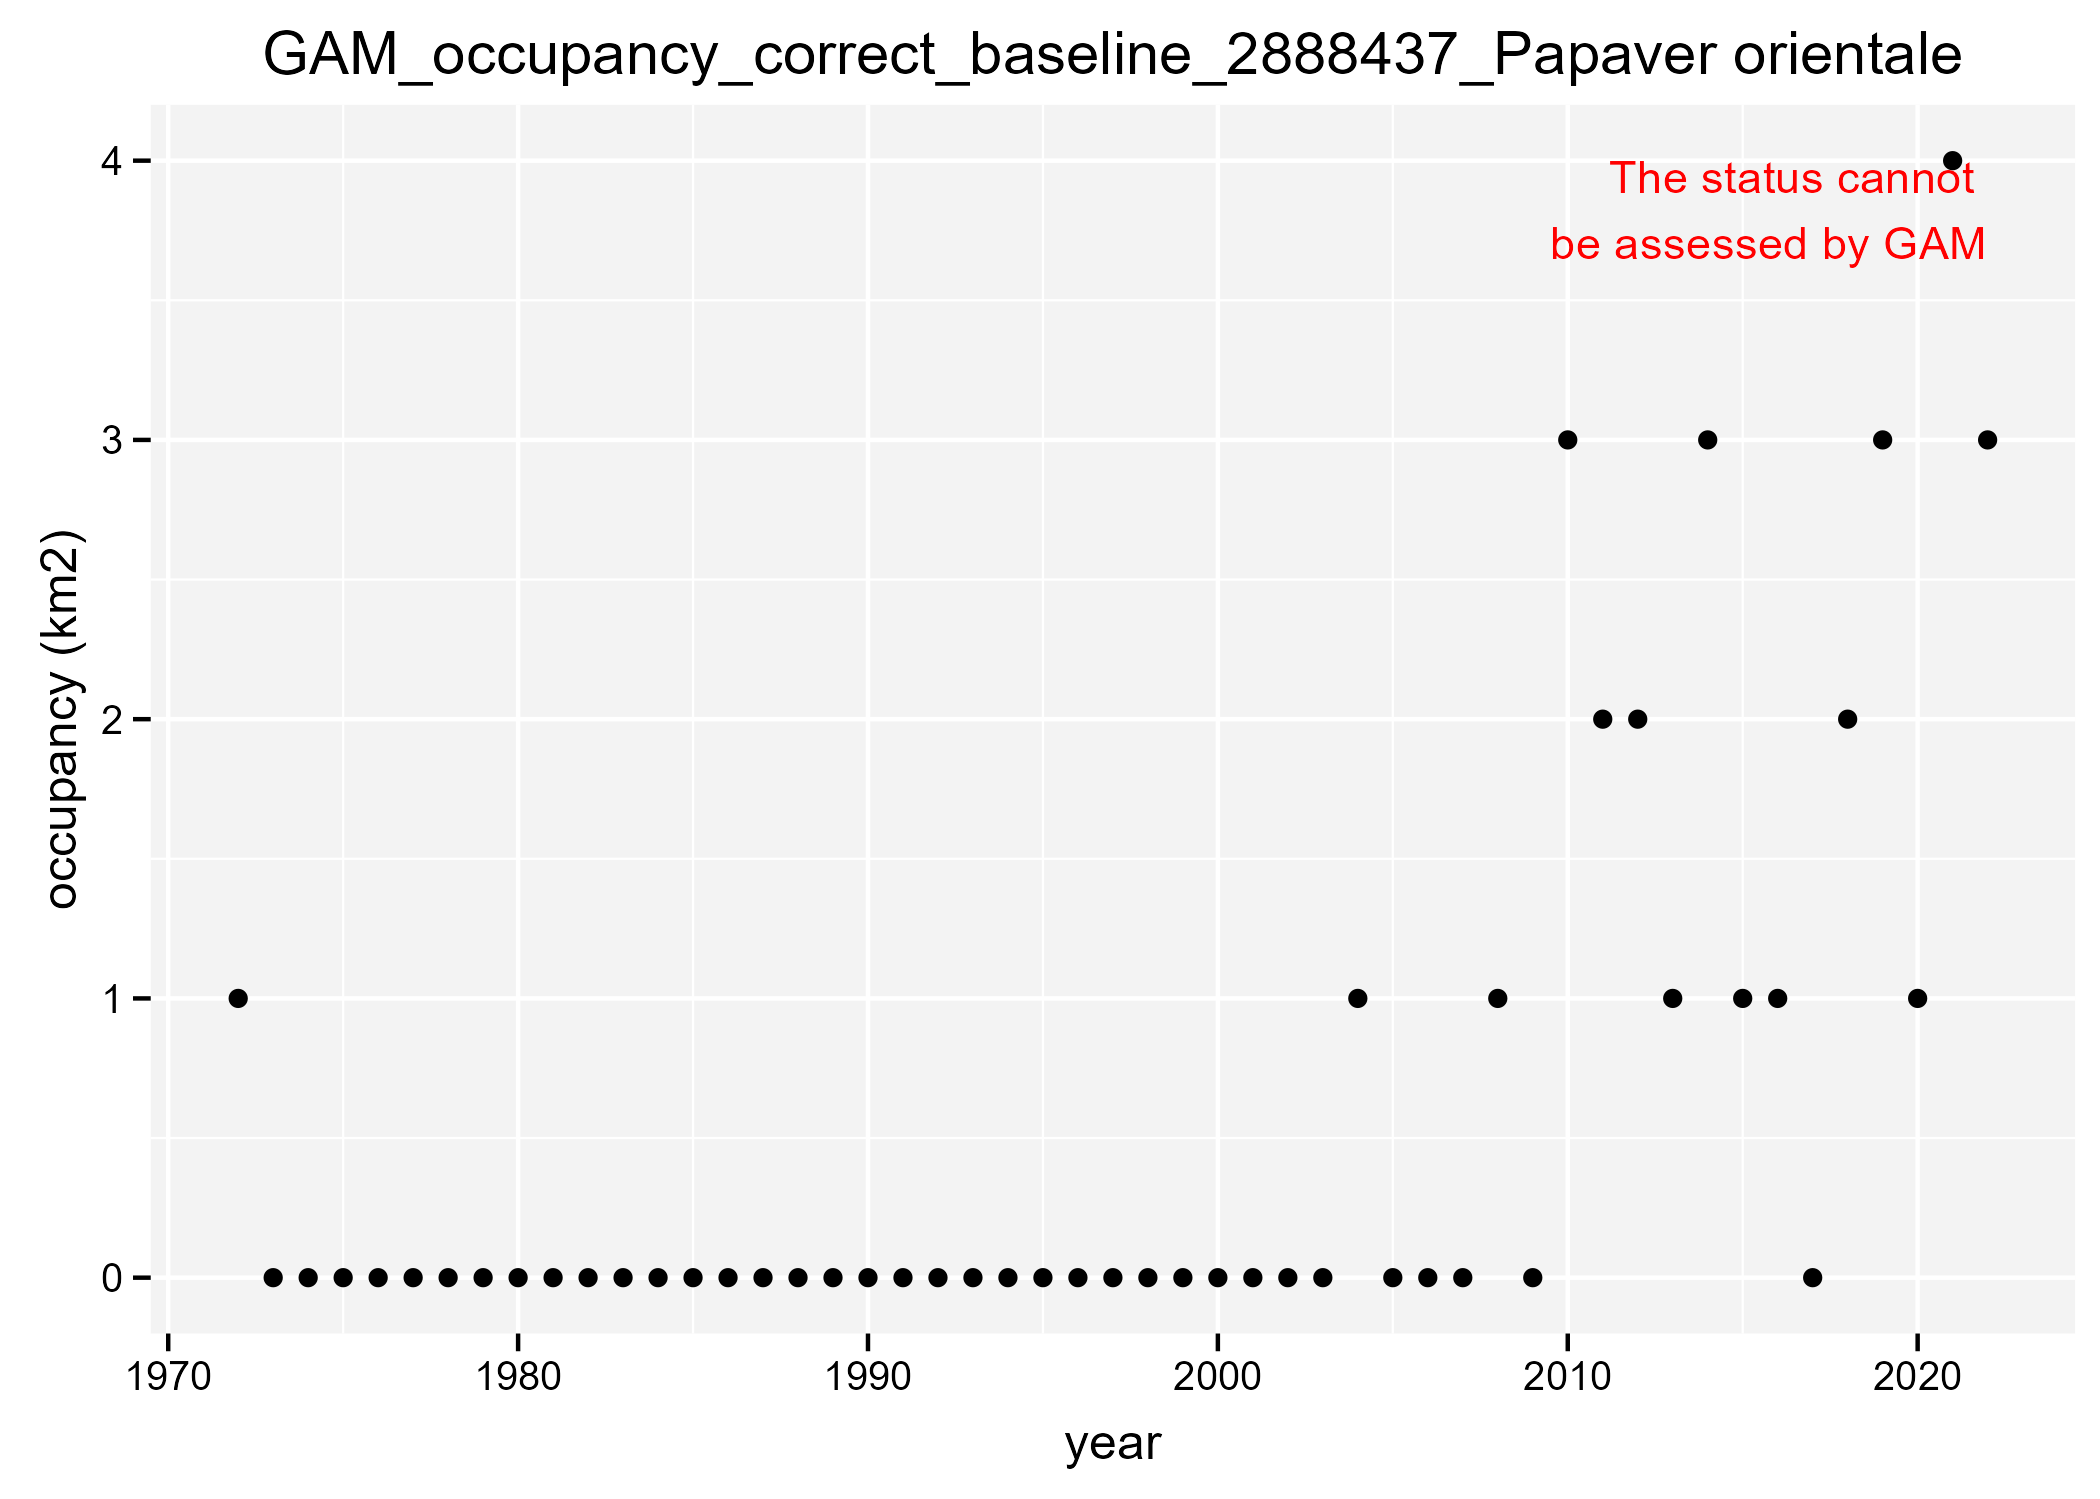 GAM_occupancy_correct_baseline_2888437_Papaver orientale
The status cannot
be assessed by GAM
occupancy (km2)
4
3
2
1
0
1970 1980 1990 2000 2010 2020
year